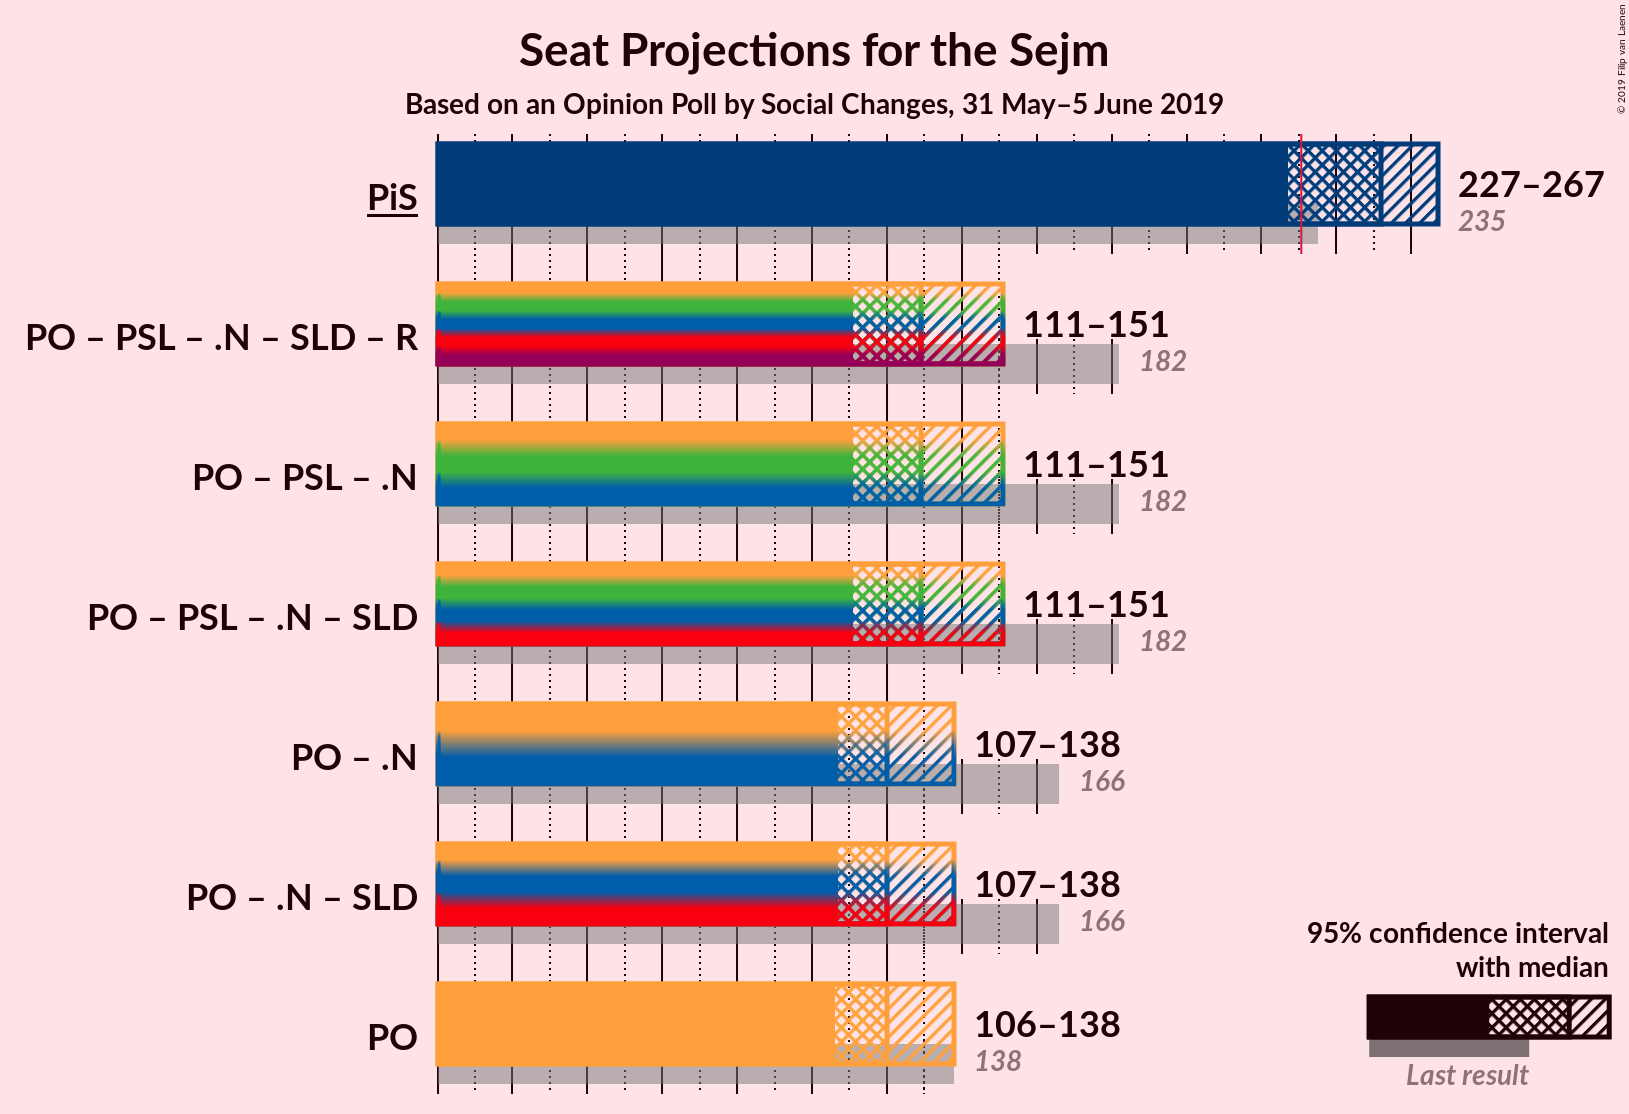 Seat Projections for the Sejm
Based on an Opinion Poll by Social Changes, 31 May–5 June 2019
© 2019 Filip van Laenen
PiS
227–267
235
PO – PSL – .N – SLD – R
111–151
182
PO – PSL – .N
111–151
182
PO – PSL – .N – SLD
111–151
182
PO – .N
107–138
166
PO – .N – SLD
107–138
166
PO
106–138
138
95% confidence interval
with median
Last result